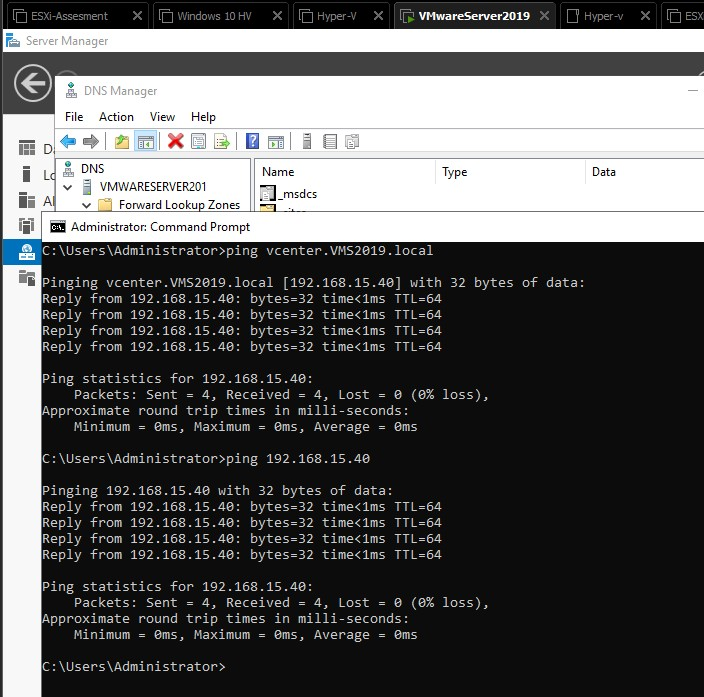 ESXi-Assesment
Windows 10 HV
Hyper-V
VMwareServer2019
Hyper-v
ESX
Server Manager
DNS Manager
File Action View Help
DNS
VMWARESERVER201
Forward Lookup Zones
Name Type Data
_msdcs
Administrator: Command Prompt
C:\Users\Administrator>ping vcenter.VMS2019.local
Pinging vcenter.VMS2019.local [192.168.15.40] with 32 bytes of data:
Reply from 192.168.15.40: bytes=32 time<1ms TTL=64
Reply from 192.168.15.40: bytes=32 time<1ms TTL=64
Reply from 192.168.15.40: bytes=32 time<1ms TTL=64
Reply from 192.168.15.40: bytes=32 time<1ms TTL=64
Ping statistics for 192.168.15.40:
Packets: Sent = 4, Received = 4, Lost = 0 (0% loss),
Approximate round trip times in milli-seconds:
Minimum = 0ms, Maximum = 0ms, Average = 0ms
C:\Users\Administrator>ping 192.168.15.40
Pinging 192.168.15.40 with 32 bytes of data:
Reply from 192.168.15.40: bytes=32 time<1ms TTL=64
Reply from 192.168.15.40: bytes=32 time<1ms TTL=64
Reply from 192.168.15.40: bytes=32 time<1ms TTL=64
Reply from 192.168.15.40: bytes=32 time<1ms TTL=64
Ping statistics for 192.168.15.40:
Packets: Sent = 4, Received = 4, Lost = 0 (0% loss),
Approximate round trip times in milli-seconds:
Minimum = 0ms, Maximum = 0ms, Average = 0ms
C:\Users\Administrator>